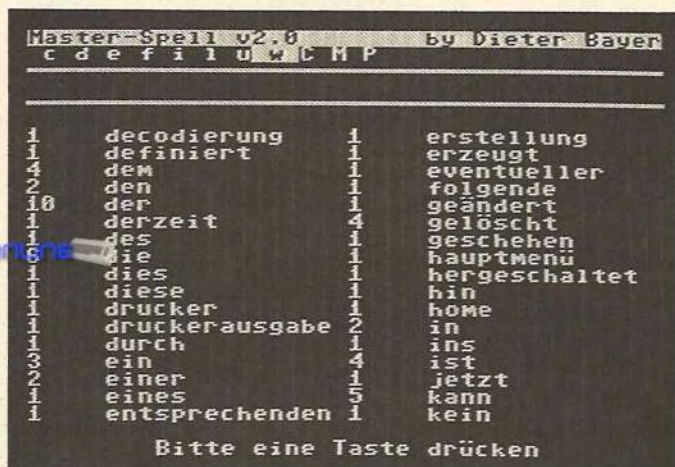 Master-Spell v2.0 by Dieter Bayer
c d e f i l u w C M P
1 decodierung 1 erstellung
1 definiert 1 erzeugt
4 dem 1 eventueller
2 den 1 folgende
10 der 1 geändert
1 derzeit 4 gelöscht
1 des 1 geschehen
die 1 hauptmenü
1 dies 1 hergeschaltet
1 diese 1 hin
1 drucker 1 home
1 druckerausgabe 2 in
1 durch 1 ins
3 ein 4 ist
2 einer 1 jetzt
1 eines 5 kann
1 entsprechenden 1 kein
Bitte eine Taste drücken